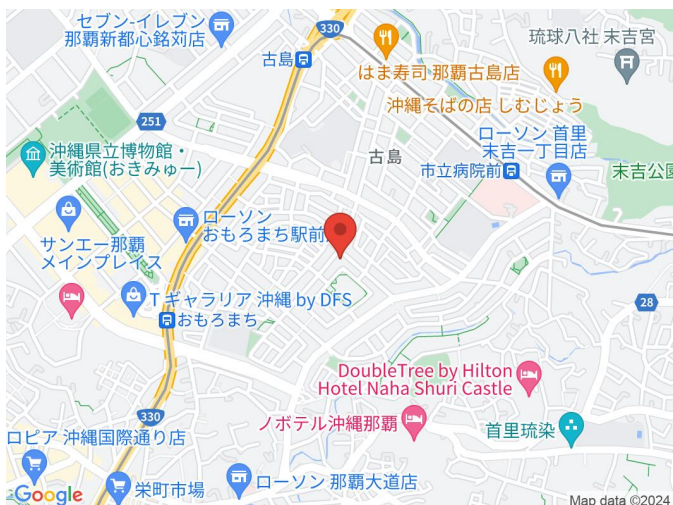 セブン-イレブン
那覇新都心銘苅店
330
古島
はま寿司 那覇古島店
琉球八社 末吉宮
沖縄そばの店 しむじょう
251
沖縄県立博物館・
美術館(おきみゅー)
古島
ローソン 首里
末吉一丁目店
市立病院前
末吉公園
ローソン
おもろまち駅前
サンエー那覇
メインプレイス
T ギャラリア 沖縄 by DFS
おもろまち
28
DoubleTree by Hilton
Hotel Naha Shuri Castle
330
ノボテル沖縄那覇
首里琉染
ロピア 沖縄国際通り店
栄町市場
ローソン 那覇大道店
Google
Map data ©2024